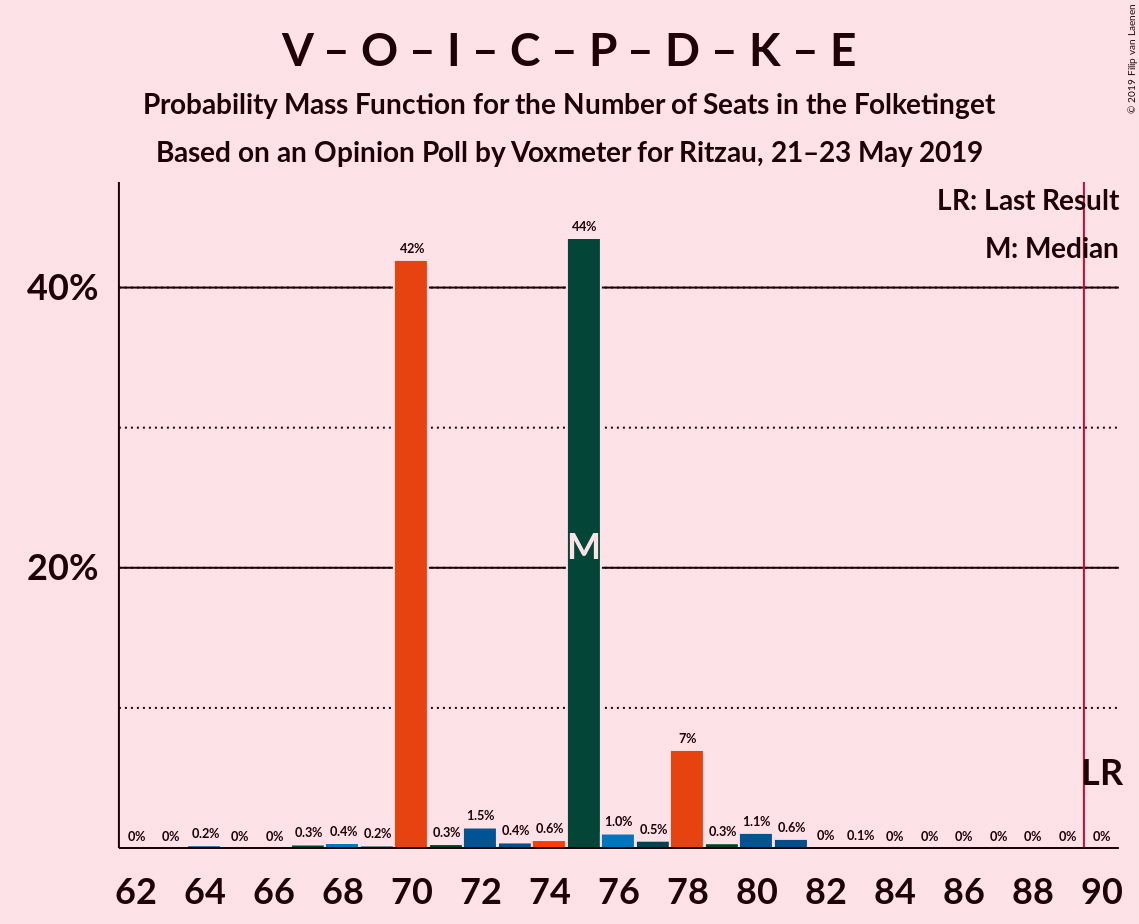 V – O – I – C – P – D – K – E
Probability Mass Function for the Number of Seats in the Folketinget
Based on an Opinion Poll by Voxmeter for Ritzau, 21–23 May 2019
© 2019 Filip van Laenen
LR: Last Result
M: Median
40%
20%
0% 0% 0.2% 0% 0% 0.3% 0.4% 0.2% 42% 0.3% 1.5% 0.4% 0.6% 44% 1.0% 0.5% 7% 0.3% 1.1% 0.6% 0% 0.1% 0% 0% 0% 0% 0% 0% 0%
M
LR
62 64 66 68 70 72 74 76 78 80 82 84 86 88 90